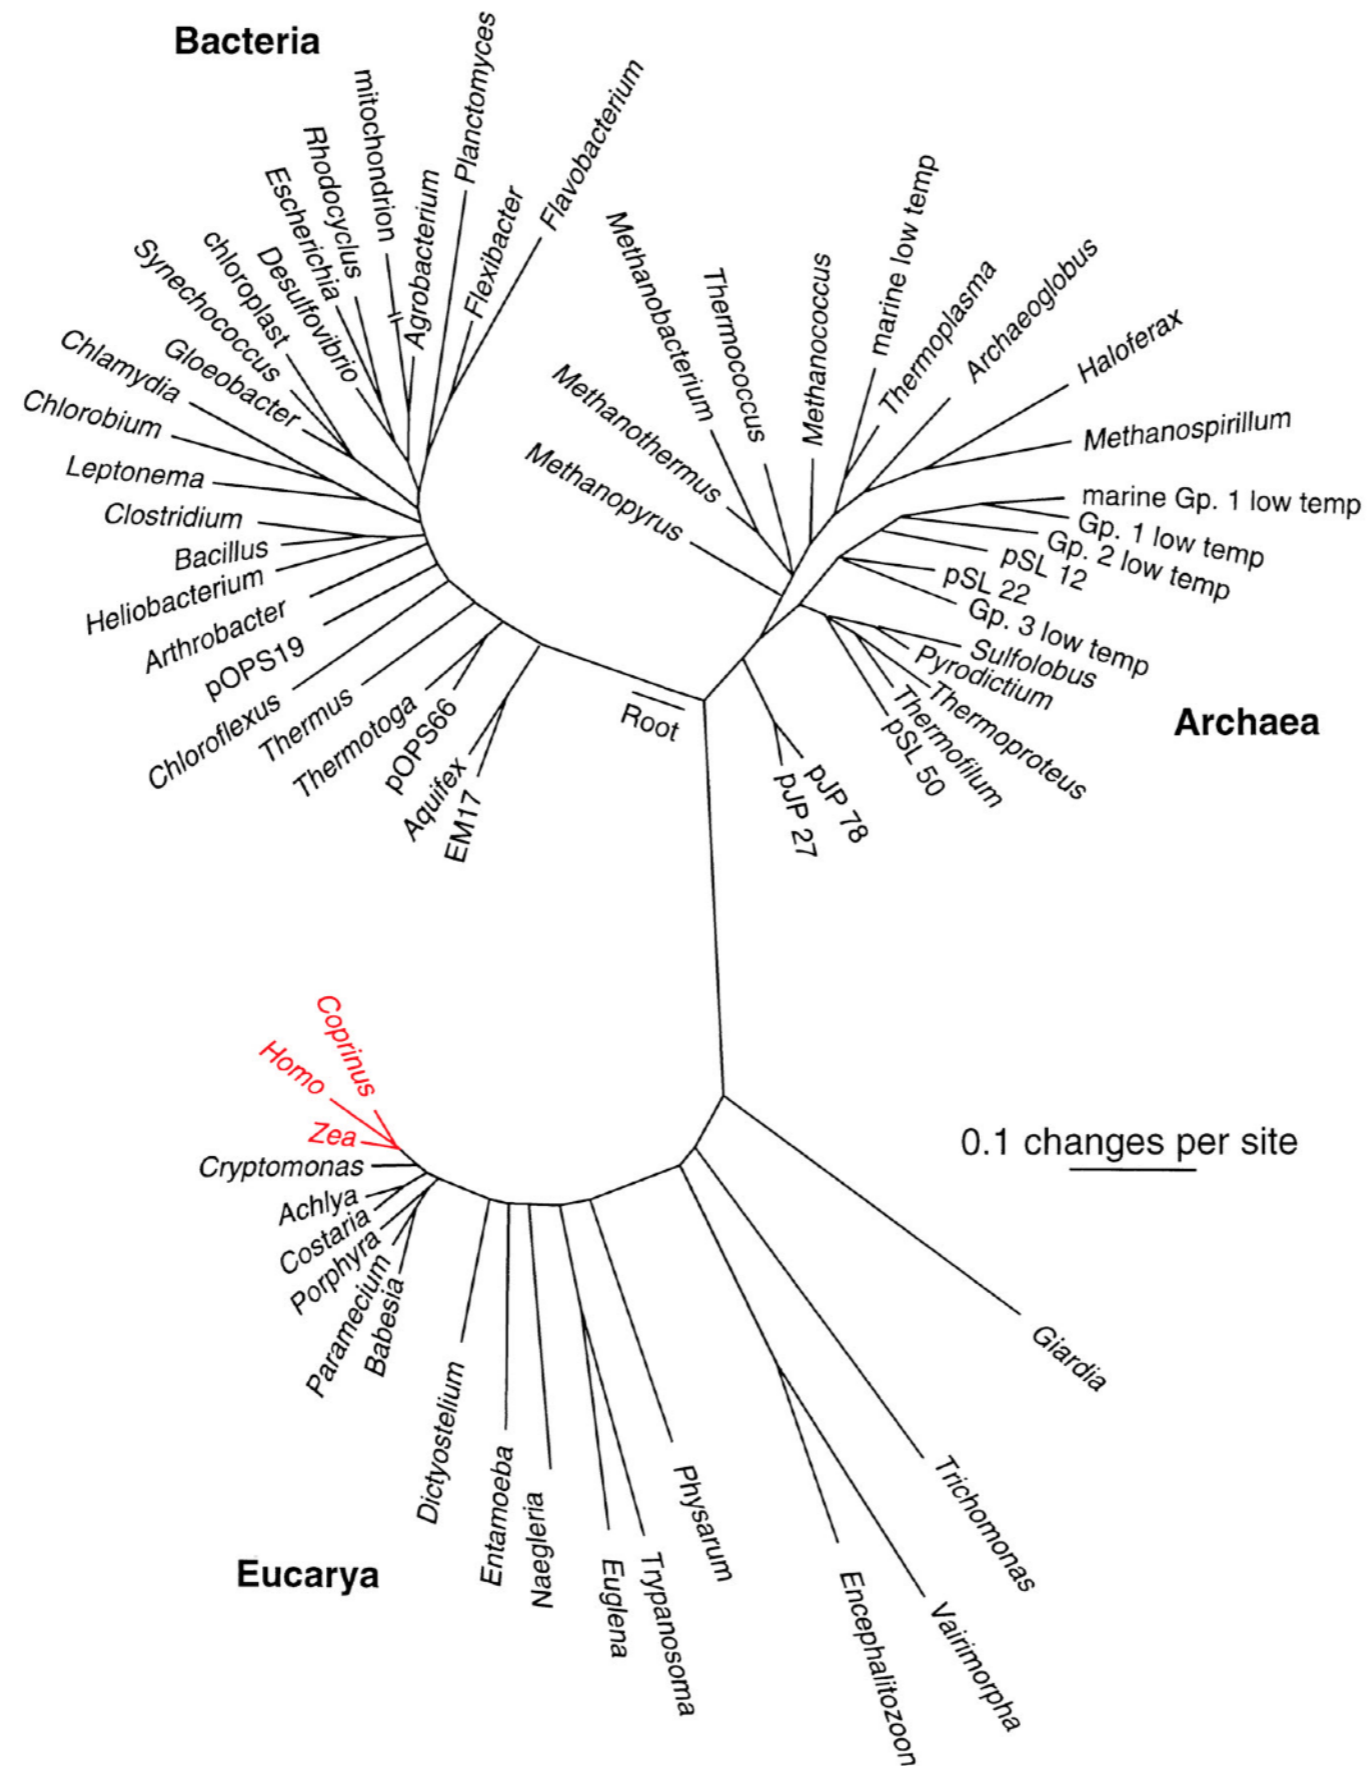 Bacteria
Planctomyces
mitochondrion
Flavobacterium
Rhodocyclus
Escherichia
Agrobacterium
Flexibacter
Desulfovibrio
chloroplast
Synechococcus
Gloeobacter
Chlamydia
Chlorobium
Leptonema
Clostridium
Bacillus
Heliobacterium
Arthrobacter
pOPS19
Chloroflexus
Thermus
Thermotoga
pOPS66
Aquifex
EM17
Root
Methanopyrus
Methanothermus
Methanobacterium
Thermococcus
Methanococcus
marine low temp
Thermoplasma
Archaeoglobus
Haloferax
Methanospirillum
marine Gp. 1 low temp
Gp. 1 low temp
Gp. 2 low temp
pSL 12
pSL 22
Gp. 3 low temp
Sulfolobus
Pyrodictium
Thermoproteus
Thermofilum
pSL 50
pJP 78
pJP 27
Archaea
Coprinus
Homo
Zea
Cryptomonas
Achlya
Costaria
Porphyra
Paramecium
Babesia
Dictyostelium
Entamoeba
Naegleria
Euglena
Trypanosoma
Physarum
Encephalitozoon
Vairimorpha
Trichomonas
Giardia
0.1 changes per site
Eucarya